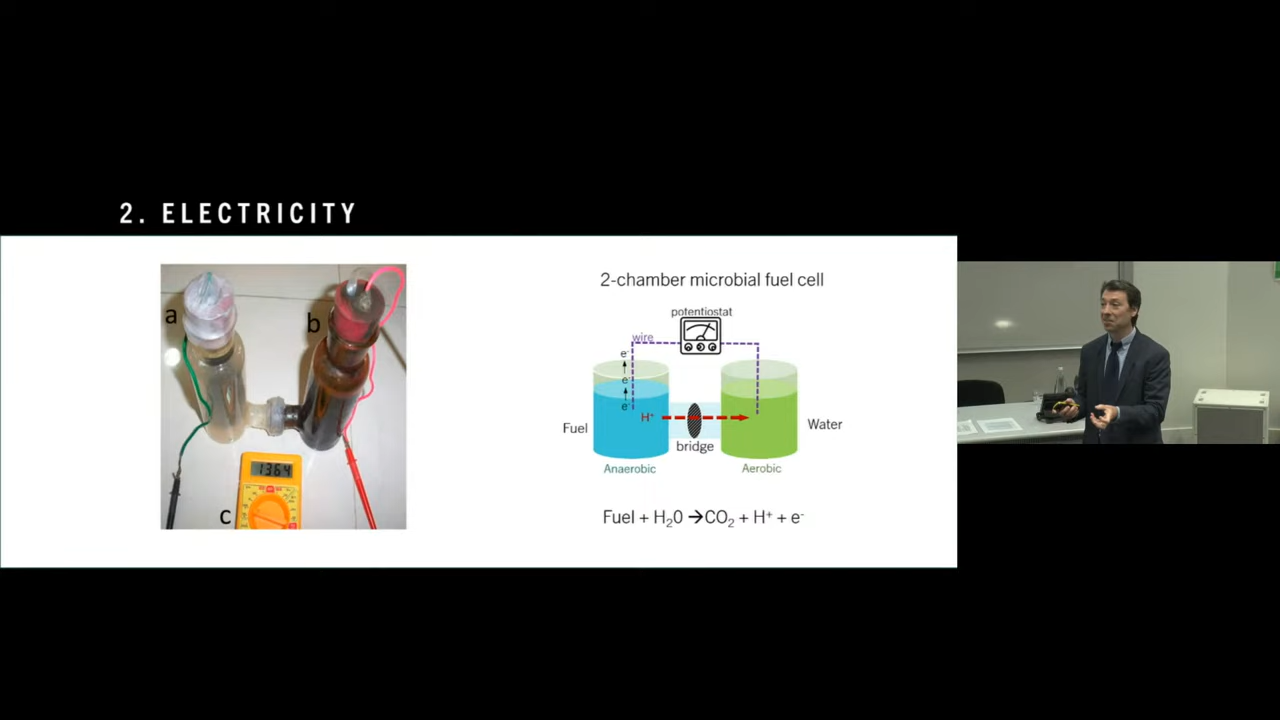 2. ELECTRICITY
a
b
c
1364
2-chamber microbial fuel cell
potentiostat
wire
e⁻
e⁻
e⁻
H⁺
Fuel
bridge
Water
Anaerobic
Aerobic
Fuel + H₂0 →CO₂ + H⁺ + e⁻